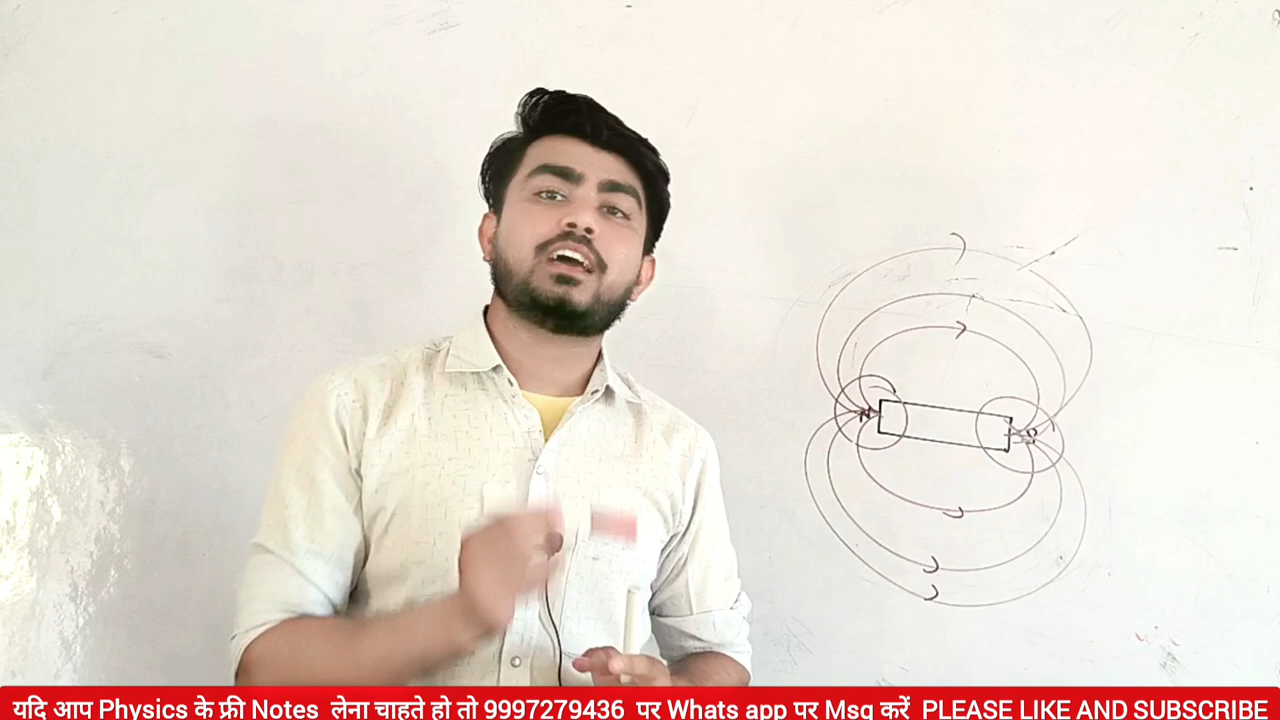 N
यदि आप Physics के फ्री Notes लेना चाहते हो तो 9997279436 पर Whats app पर Msg करें PLEASE LIKE AND SUBSCRIBE